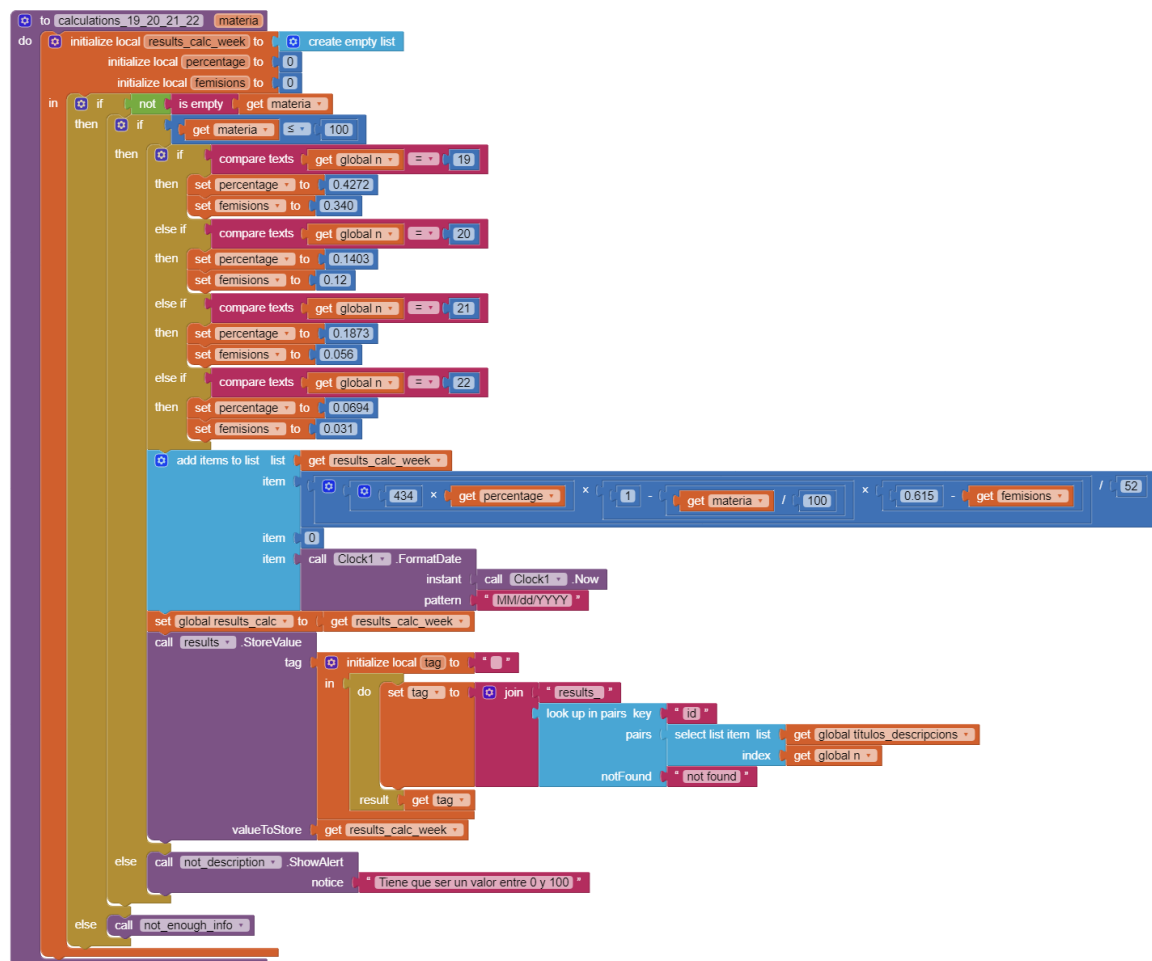 to calculations_19_20_21_22 materia
do initialize local results_calc_week to create empty list
initialize local percentage to 0
initialize local femisions to 0
in if not is empty get materia
then if get materia ≤ 100
then if compare texts get global n = 19
then set percentage to 0.4272
set femisions to 0.340
else if compare texts get global n = 20
then set percentage to 0.1403
set femisions to 0.12
else if compare texts get global n = 21
then set percentage to 0.1873
set femisions to 0.056
else if compare texts get global n = 22
then set percentage to 0.0694
set femisions to 0.031
add items to list list get results_calc_week
item 434 × get percentage × 1 - get materia / 100 × 0.615 - get femisions / 52
item 0
item call Clock1 .FormatDate
instant call Clock1 .Now
pattern " MM/dd/YYYY "
set global results_calc to get results_calc_week
call results .StoreValue
tag initialize local tag to " "
in do set tag to join " results_ "
look up in pairs key " id "
pairs select list item list get global títulos_descripcions
index get global n
notFound " not found "
result get tag
valueToStore get results_calc_week
else call not_description .ShowAlert
notice " Tiene que ser un valor entre 0 y 100 "
else call not_enough_info